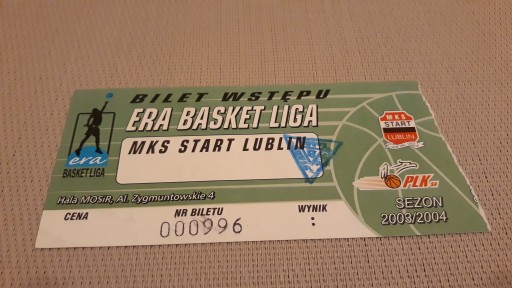 BILET WSTĘPU
ERA BASKET LIGA
MKS START LUBLIN
era
BASKET LIGA
Hala MOSiR, Al. Zygmuntowskie 4
CENA
NR BILETU
000996
WYNIK
:
MKS
START
LUBLIN
PLK SA
SEZON
2003/2004